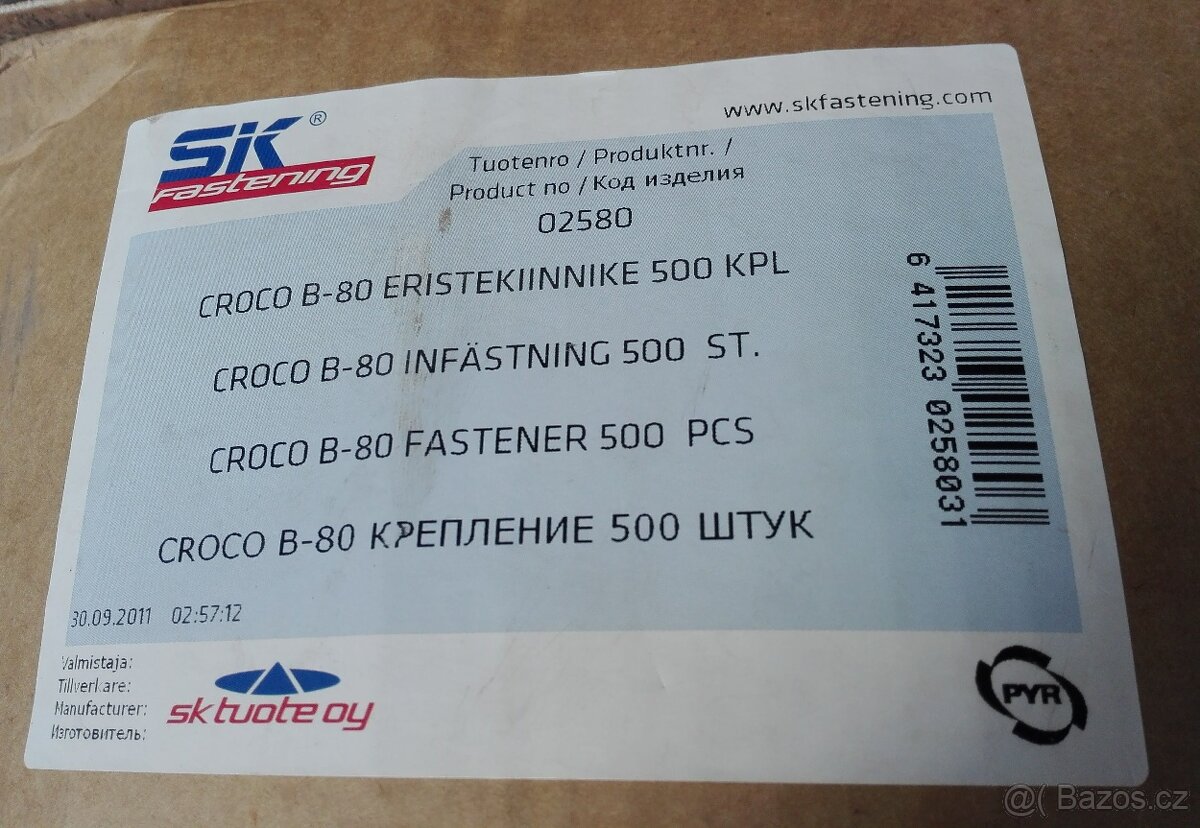 SK®
fastening
www.skfastening.com
Tuotenro / Produktnr. /
Product no / Код изделия
02580
CROCO B-80 ERISTEKIINNIKE 500 KPL
CROCO B-80 INFÄSTNING 500 ST.
CROCO B-80 FASTENER 500 PCS
CROCO B-80 КРЕПЛЕНИЕ 500 ШТУК
6 417323 0258031
30.09.2011 02:57:12
Valmistaja:
Tillverkare:
Manufacturer:
Изготовитель:
sk tuote oy
PYR
@( Bazos.cz